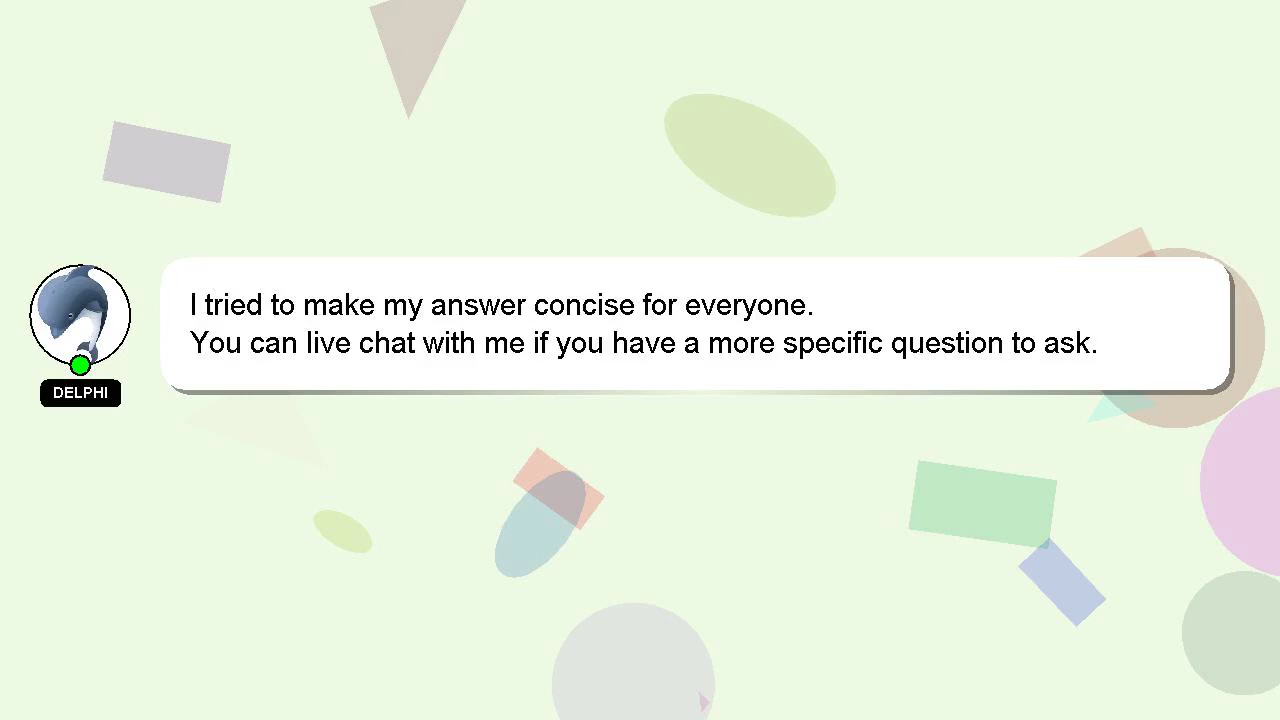 I tried to make my answer concise for everyone.
You can live chat with me if you have a more specific question to ask.
DELPHI